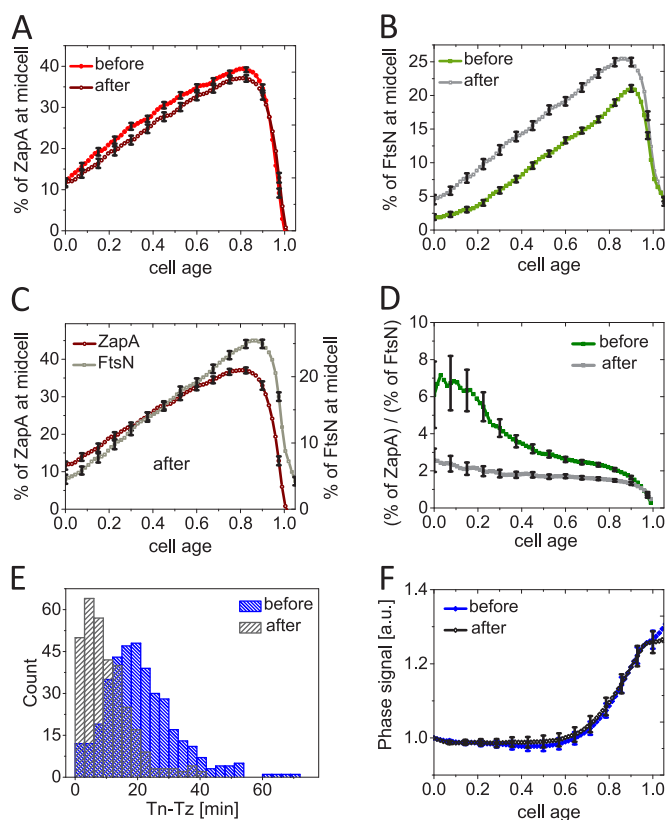 A
before
after
% of ZapA at midcell
40
30
20
10
0
0.0 0.2 0.4 0.6 0.8 1.0
cell age
B
before
after
% of FtsN at midcell
25
20
15
10
5
0
0.0 0.2 0.4 0.6 0.8 1.0
cell age
C
ZapA
FtsN
after
% of ZapA at midcell
40
30
20
10
0
% of FtsN at midcell
20
10
0
0.0 0.2 0.4 0.6 0.8 1.0
cell age
D
before
after
(% of ZapA) / (% of FtsN)
10
8
6
4
2
0
0.0 0.2 0.4 0.6 0.8 1.0
cell age
E
before
after
Count
60
45
30
15
0
0 20 40 60
Tn-Tz [min]
F
before
after
Phase signal [a.u.]
1.4
1.2
1.0
0.0 0.2 0.4 0.6 0.8 1.0
cell age